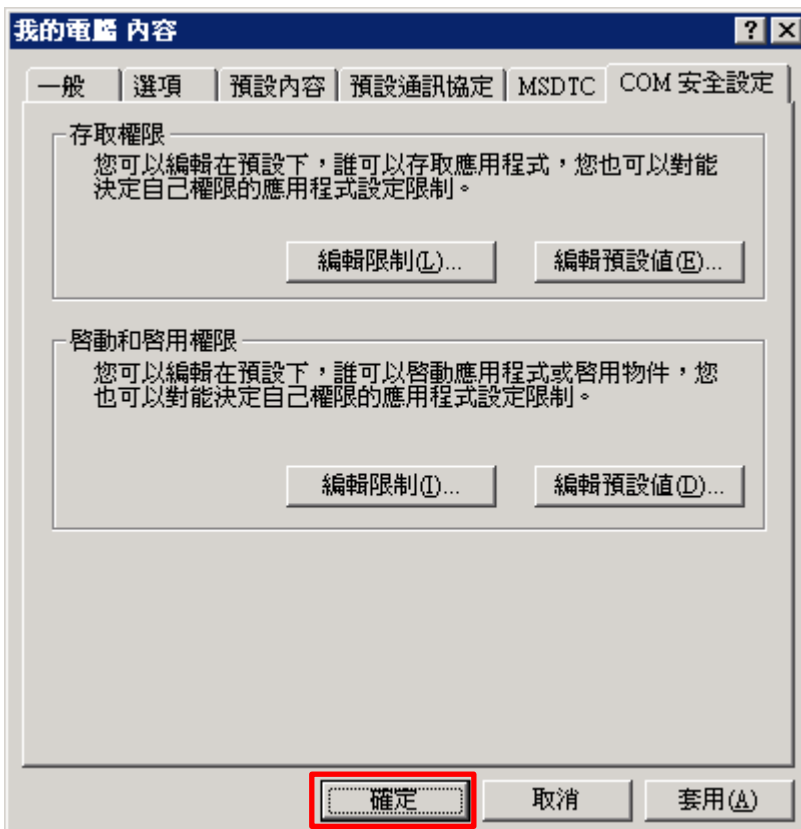 我的電腦 內容
一般 選項 預設內容 預設通訊協定 MSDTC COM 安全設定
存取權限
您可以編輯在預設下，誰可以存取應用程式，您也可以對能
決定自己權限的應用程式設定限制。
編輯限制(L)... 編輯預設值(E)...
啓動和啓用權限
您可以編輯在預設下，誰可以啓動應用程式或啓用物件，您
也可以對能決定自己權限的應用程式設定限制。
編輯限制(I)... 編輯預設值(D)...
確定 取消 套用(A)